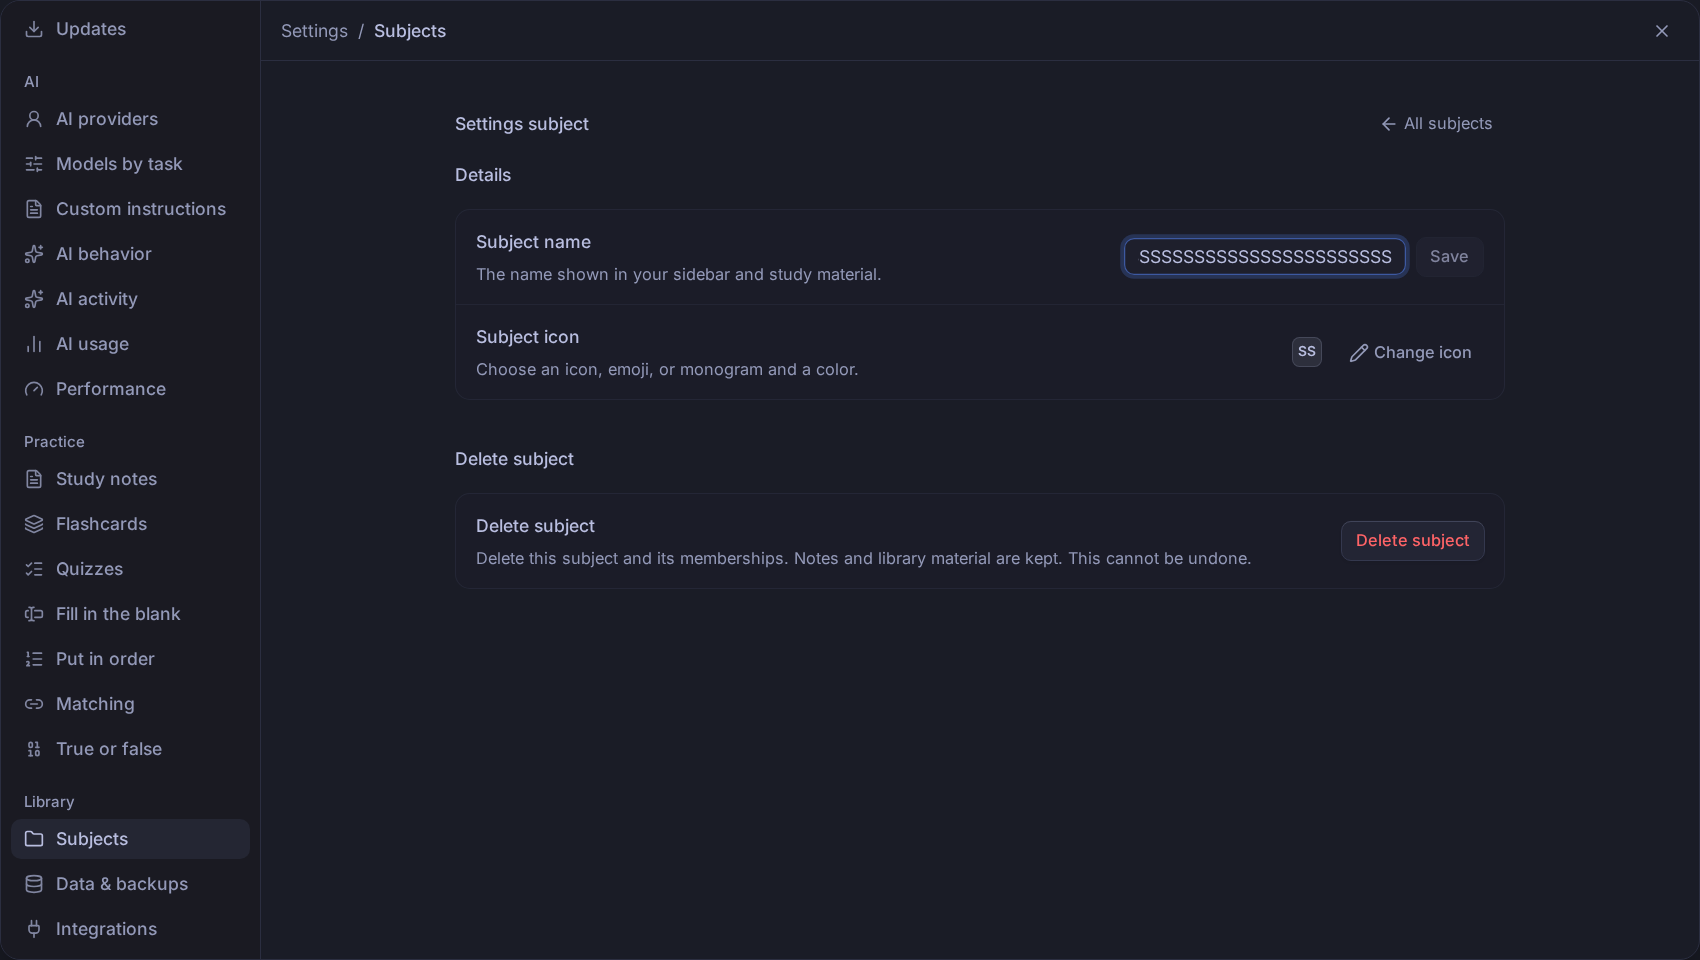 Updates
AI
AI providers
Models by task
Custom instructions
AI behavior
AI activity
AI usage
Performance
Practice
Study notes
Flashcards
Quizzes
Fill in the blank
Put in order
Matching
True or false
Library
Subjects
Data & backups
Integrations
Settings / Subjects
Settings subject
All subjects
Details
Subject name
The name shown in your sidebar and study material.
SSSSSSSSSSSSSSSSSSSSSSS
Save
Subject icon
Choose an icon, emoji, or monogram and a color.
SS
Change icon
Delete subject
Delete subject
Delete this subject and its memberships. Notes and library material are kept. This cannot be undone.
Delete subject